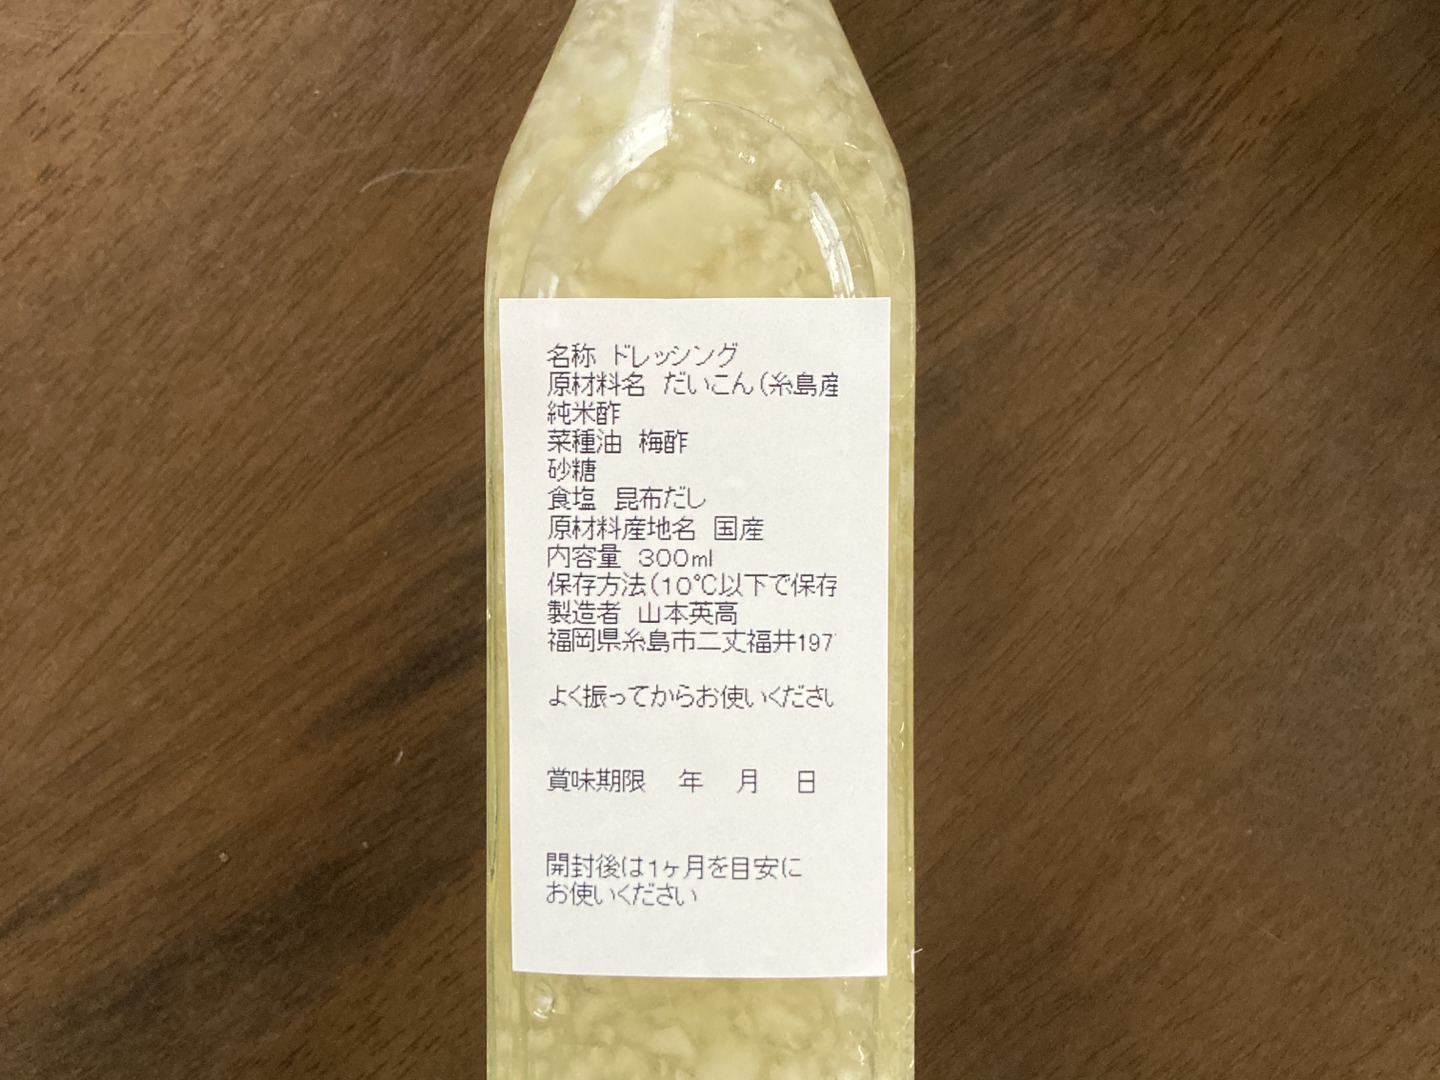 名称　ドレッシング
原材料名　だいこん（糸島産
純米酢
菜種油　梅酢
砂糖
食塩　昆布だし
原材料産地名　国産
内容量　300ml
保存方法（10℃以下で保存
製造者　山本英高
福岡県糸島市二丈福井197
よく振ってからお使いくださ
賞味期限　年　月　日
開封後は1ヶ月を目安に
お使いください